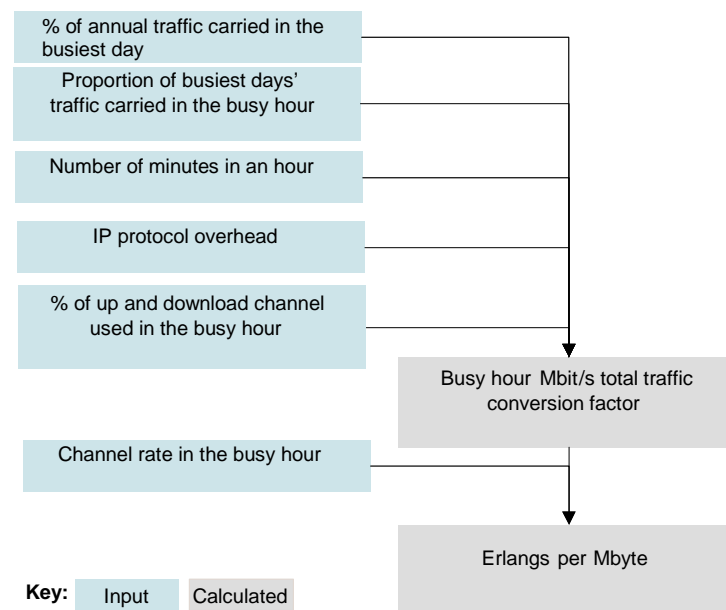 % of annual traffic carried in the
busiest day
Proportion of busiest days'
traffic carried in the busy hour
Number of minutes in an hour
IP protocol overhead
% of up and download channel
used in the busy hour
Busy hour Mbit/s total traffic
conversion factor
Channel rate in the busy hour
Erlangs per Mbyte
Key: Input Calculated